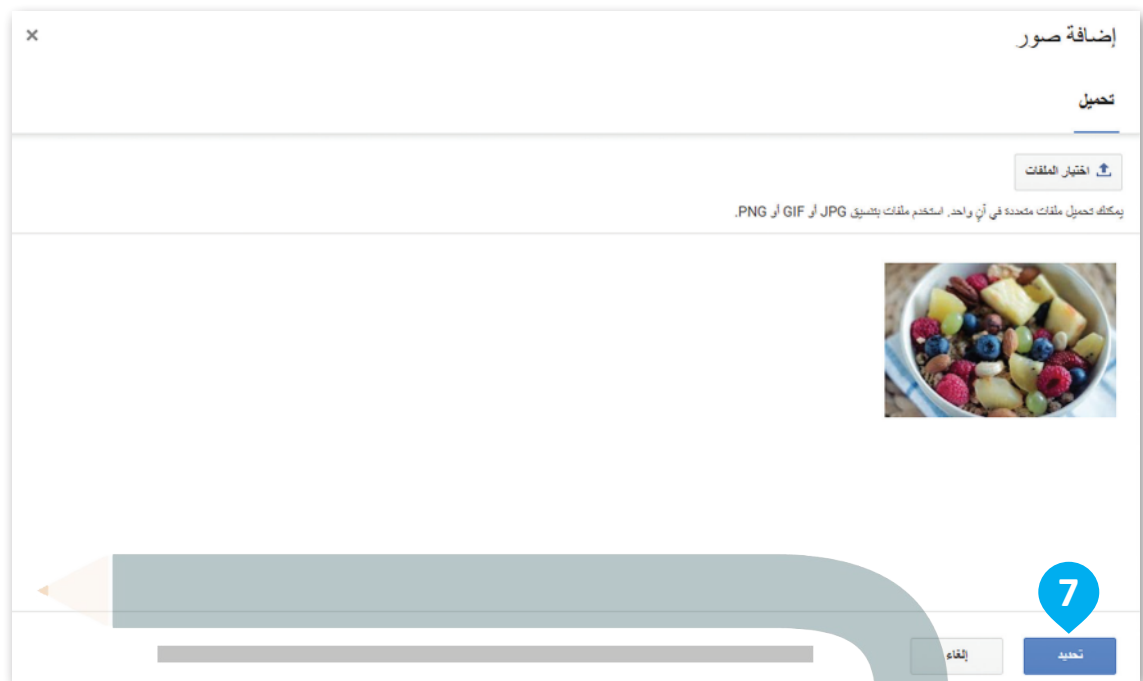 إضافة صور
×
تحميل
اختيار الملفات
يمكنك تحميل ملفات متعددة في آنٍ واحد. استخدم ملفات بتنسيق JPG أو GIF أو PNG.
7
تحديد
إلغاء